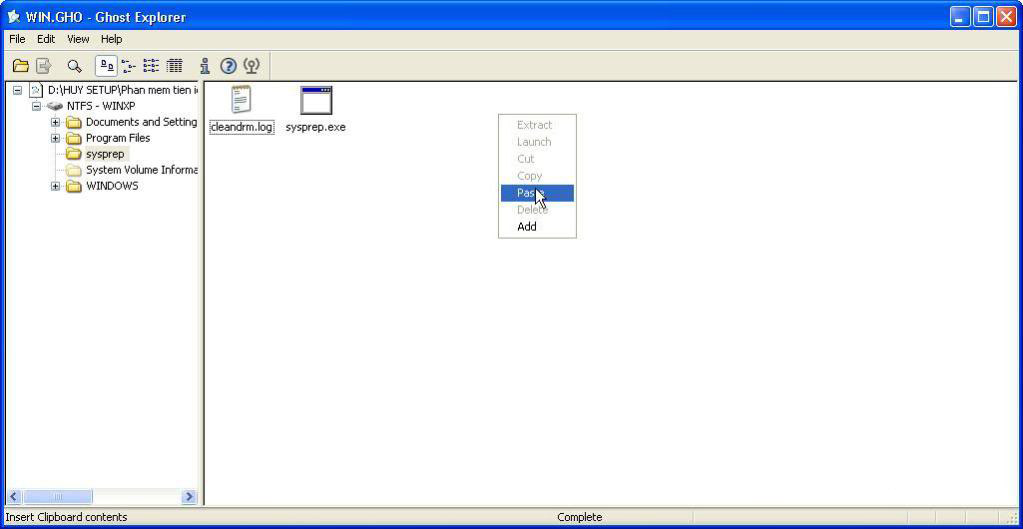 WIN.GHO - Ghost Explorer
File Edit View Help
D:\HUY SETUP\Phan mem tien i
NTFS - WINXP
Documents and Setting
Program Files
sysprep
System Volume Informa
WINDOWS
cleandrm.log sysprep.exe
Extract
Launch
Cut
Copy
Paste
Delete
Add
Insert Clipboard contents Complete